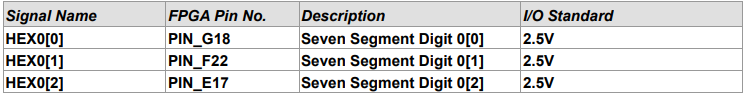 Signal Name FPGA Pin No. Description I/O Standard
HEX0[0] PIN_G18 Seven Segment Digit 0[0] 2.5V
HEX0[1] PIN_F22 Seven Segment Digit 0[1] 2.5V
HEX0[2] PIN_E17 Seven Segment Digit 0[2] 2.5V